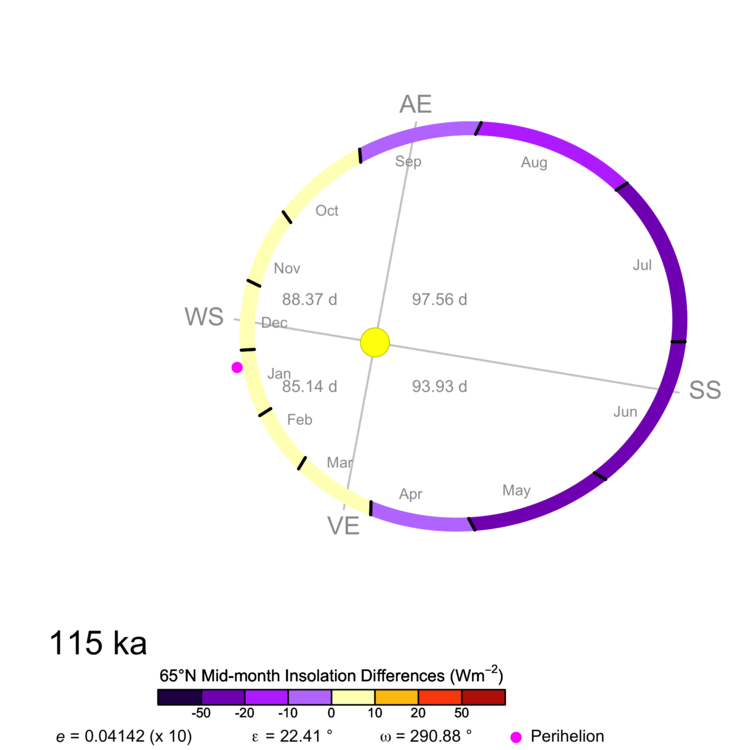 AE
Sep
Aug
Oct
Jul
Nov
88.37 d
97.56 d
WS
Dec
Jan
85.14 d
93.93 d
SS
Jun
Feb
Mar
Apr
May
VE
115 ka
65°N Mid-month Insolation Differences (Wm⁻²)
-50 -20 -10 0 10 20 50
e = 0.04142 (x 10) ε = 22.41 ° ω = 290.88 ° Perihelion